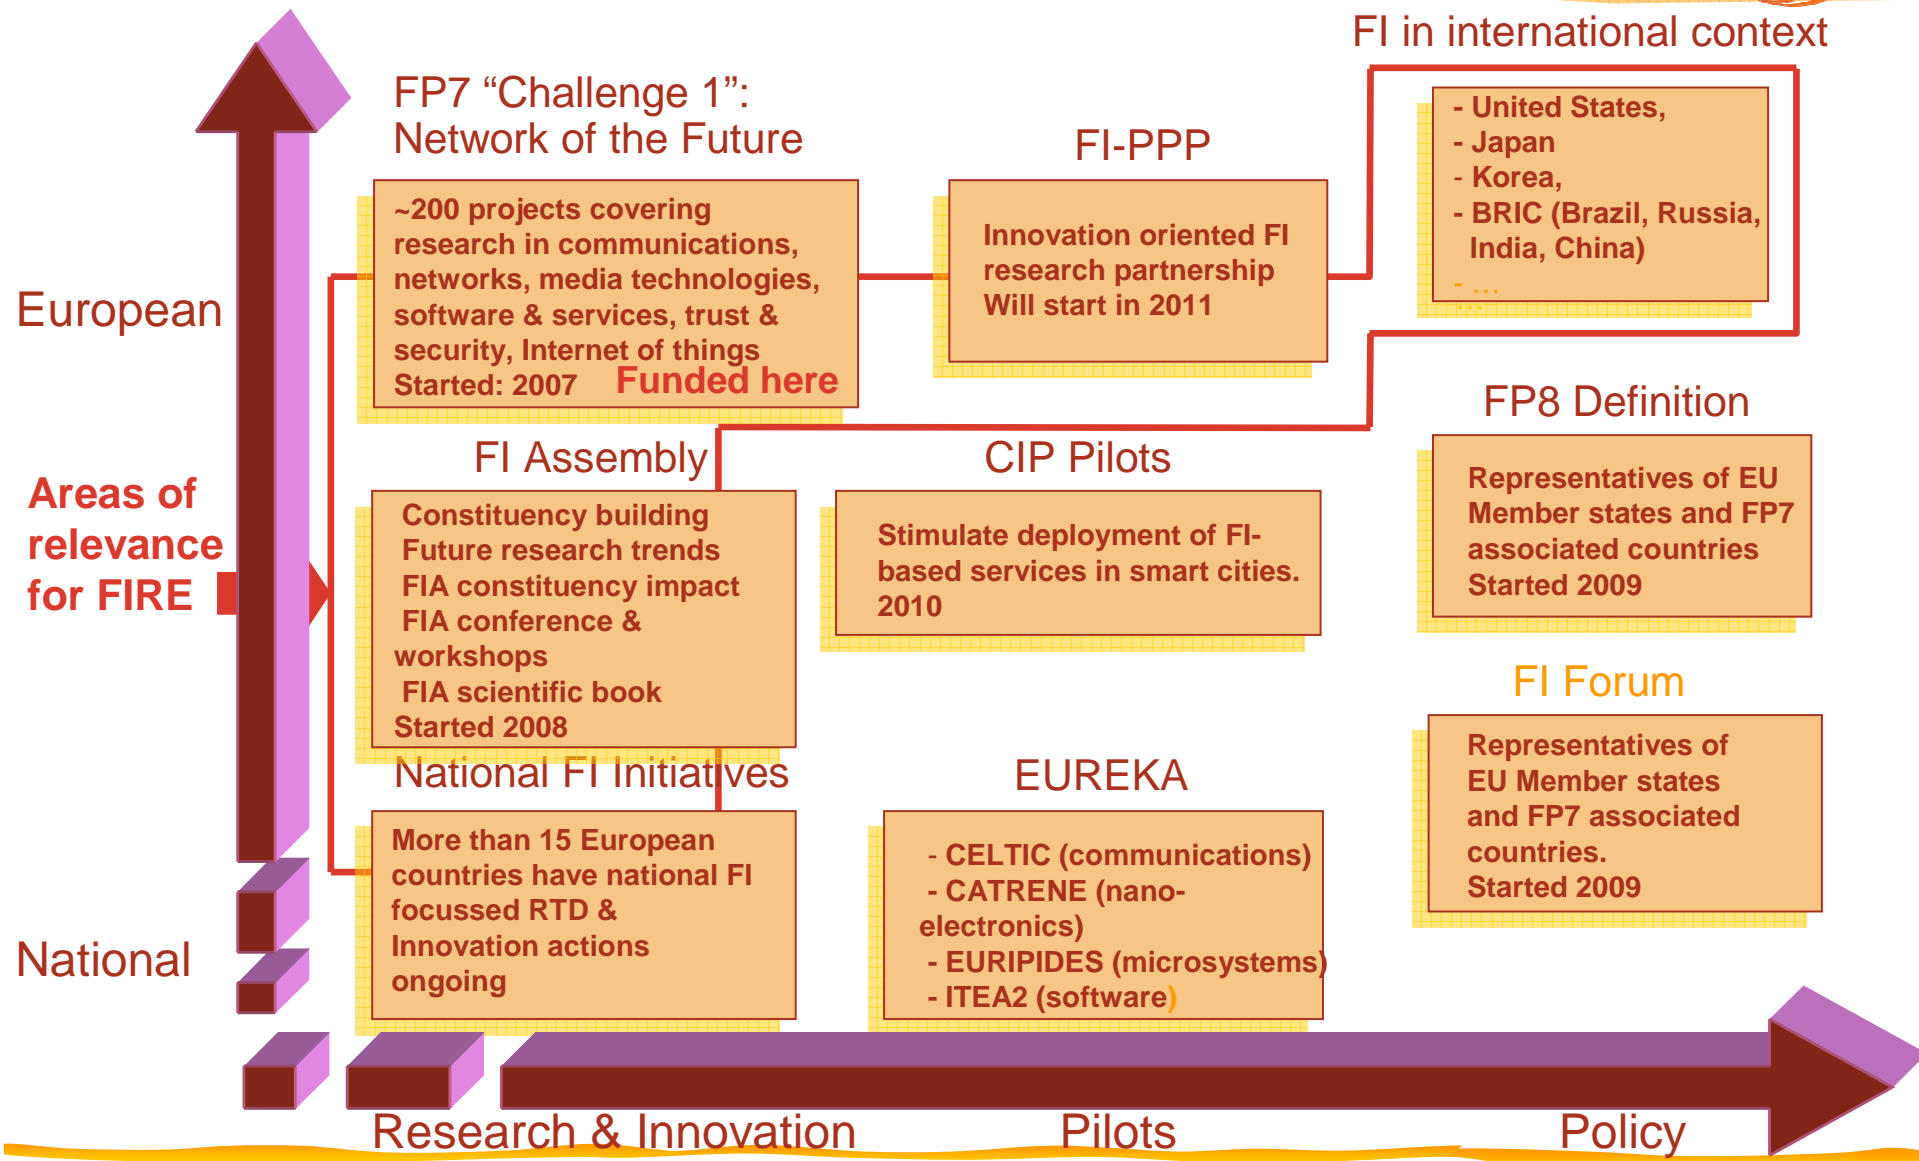 FI in international context
- United States,
- Japan
- Korea,
- BRIC (Brazil, Russia,
India, China)
- ...
...
FP7 “Challenge 1”:
Network of the Future
~200 projects covering
research in communications,
networks, media technologies,
software & services, trust &
security, Internet of things
Started: 2007 Funded here
FI-PPP
Innovation oriented FI
research partnership
Will start in 2011
European
Areas of
relevance
for FIRE
FI Assembly
Constituency building
Future research trends
FIA constituency impact
FIA conference &
workshops
FIA scientific book
Started 2008
CIP Pilots
Stimulate deployment of FI-
based services in smart cities.
2010
FP8 Definition
Representatives of EU
Member states and FP7
associated countries
Started 2009
FI Forum
Representatives of
EU Member states
and FP7 associated
countries.
Started 2009
National FI Initiatives
More than 15 European
countries have national FI
focussed RTD &
Innovation actions
ongoing
EUREKA
- CELTIC (communications)
- CATRENE (nano-
electronics)
- EURIPIDES (microsystems)
- ITEA2 (software)
National
Research & Innovation
Pilots
Policy